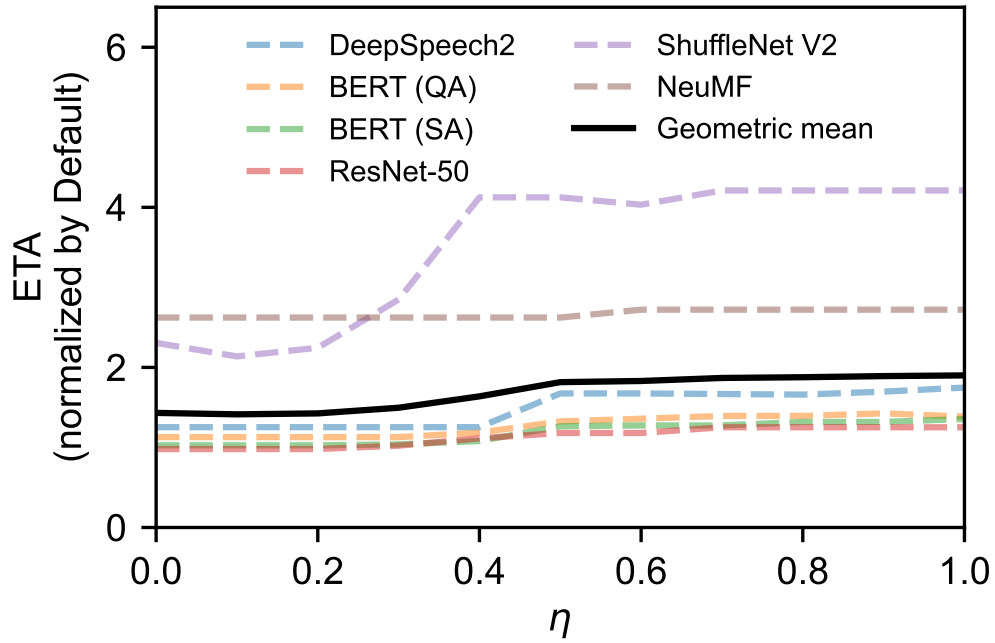 ETA
(normalized by Default)
6
4
2
0
DeepSpeech2
BERT (QA)
BERT (SA)
ResNet-50
ShuffleNet V2
NeuMF
Geometric mean
0.0 0.2 0.4 0.6 0.8 1.0
η